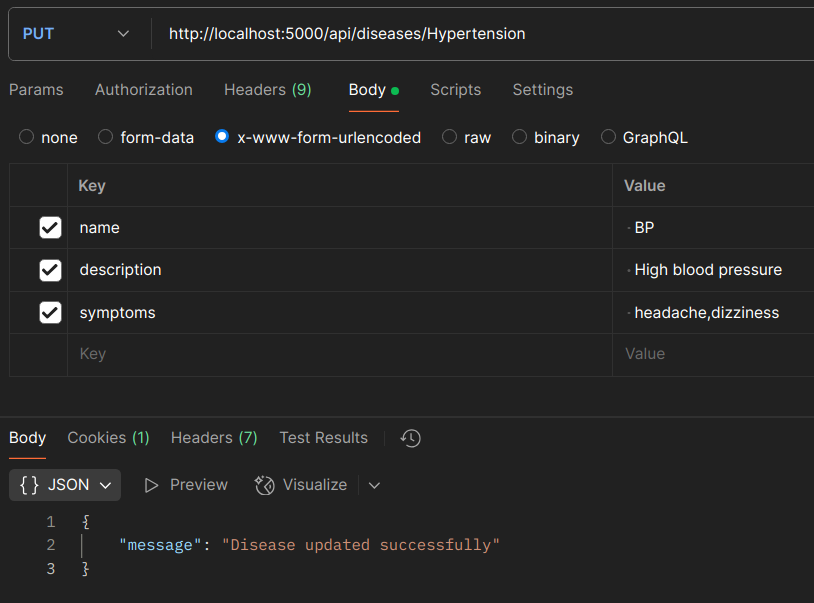 PUT http://localhost:5000/api/diseases/Hypertension
Params Authorization Headers (9) Body Scripts Settings
none form-data x-www-form-urlencoded raw binary GraphQL
Key Value
name BP
description High blood pressure
symptoms headache,dizziness
Key Value
Body Cookies (1) Headers (7) Test Results
{} JSON Preview Visualize
1 {
2 "message": "Disease updated successfully"
3 }